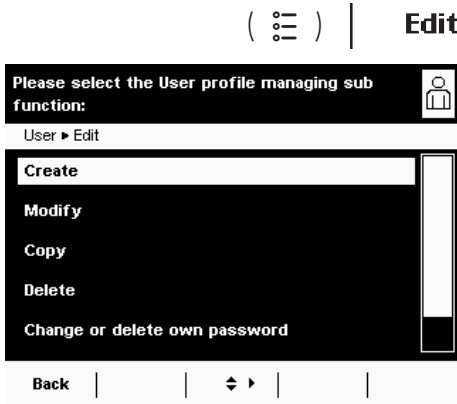 Edit
Please select the User profile managing sub
function:
User ▸ Edit
Create
Modify
Copy
Delete
Change or delete own password
Back